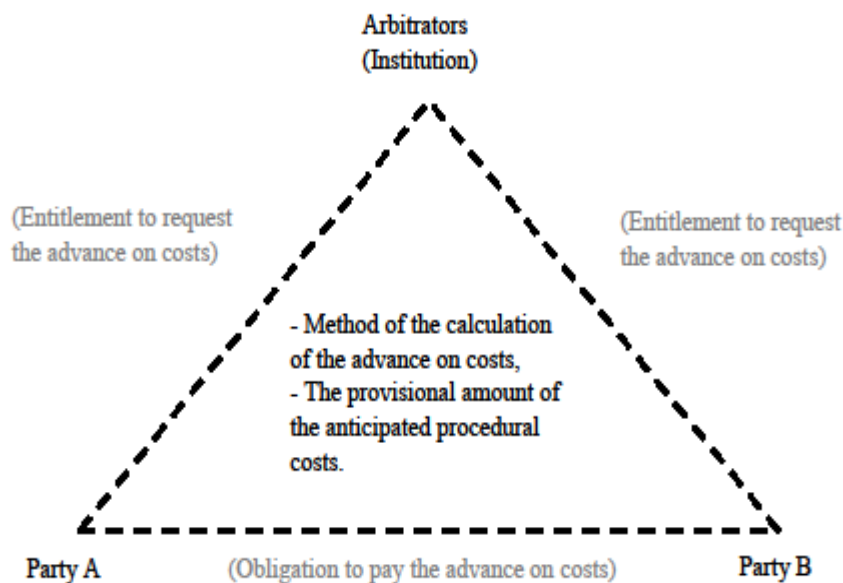 Arbitrators
(Institution)
(Entitlement to request
the advance on costs)
(Entitlement to request
the advance on costs)
- Method of the calculation
of the advance on costs,
- The provisional amount of
the anticipated procedural
costs.
Party A
(Obligation to pay the advance on costs)
Party B